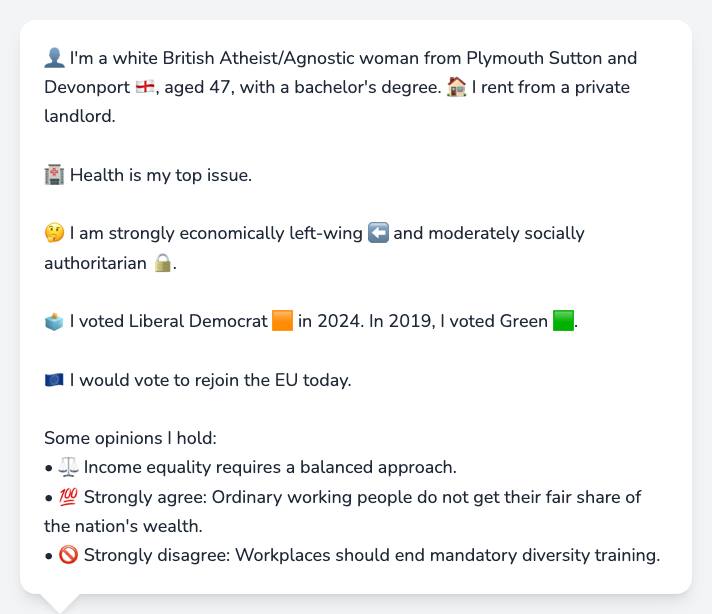 👤 I'm a white British Atheist/Agnostic woman from Plymouth Sutton and
Devonport 🏴󠁧󠁢󠁥󠁮󠁧󠁿, aged 47, with a bachelor's degree. 🏠 I rent from a private
landlord.
🏥 Health is my top issue.
🤔 I am strongly economically left-wing ⬅️ and moderately socially
authoritarian 🔒.
🗳️ I voted Liberal Democrat 🟧 in 2024. In 2019, I voted Green 🟩.
🇪🇺 I would vote to rejoin the EU today.
Some opinions I hold:
• ⚖️ Income equality requires a balanced approach.
• 💯 Strongly agree: Ordinary working people do not get their fair share of
the nation's wealth.
• 🚫 Strongly disagree: Workplaces should end mandatory diversity training.